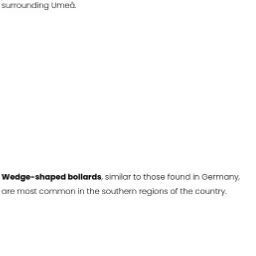 surrounding Umeå.
Wedge-shaped bollards, similar to those found in Germany,
are most common in the southern regions of the country.